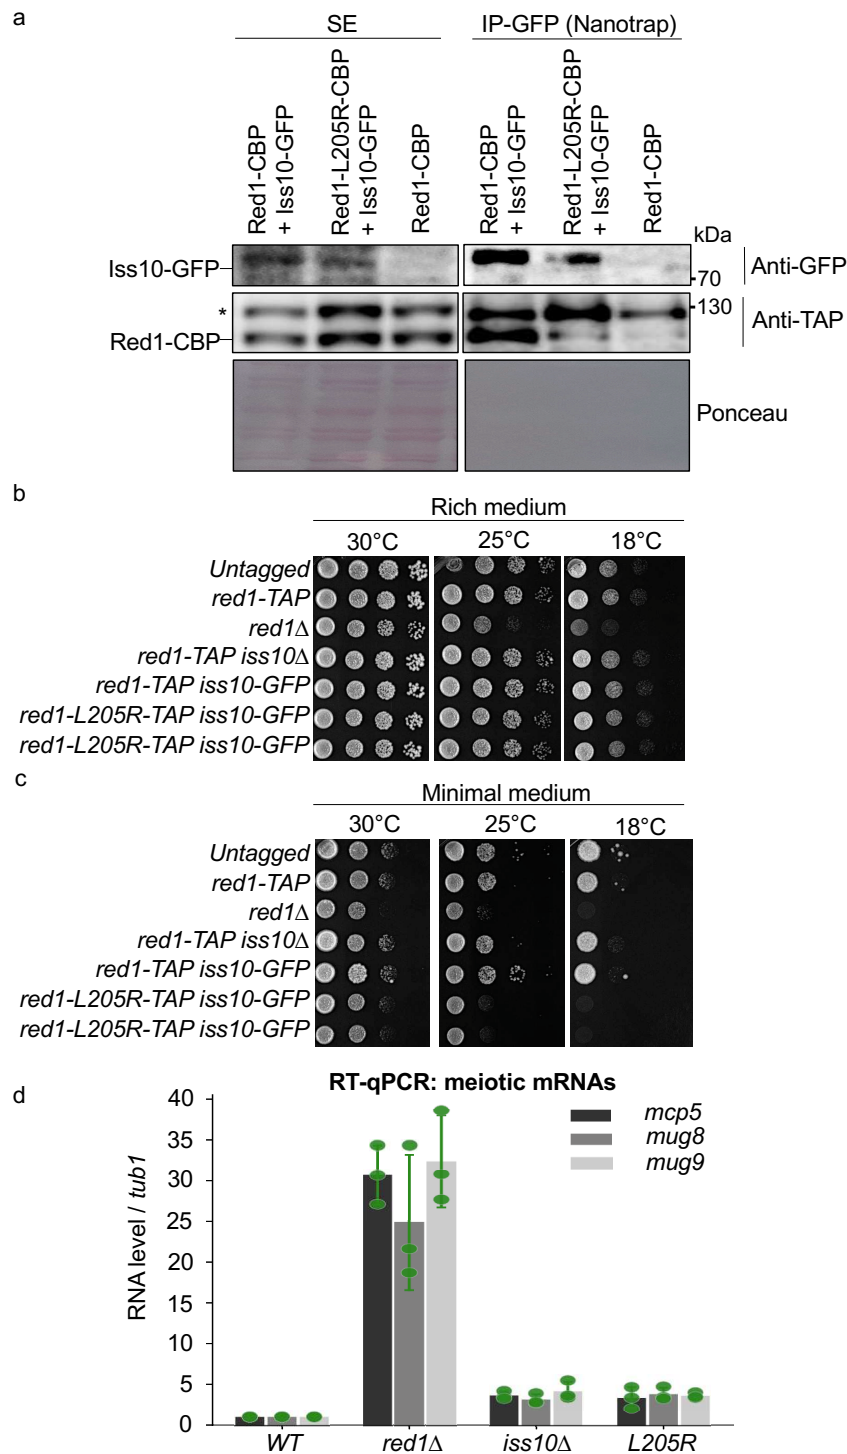 a
SE
IP-GFP (Nanotrap)
Red1-CBP
+ Iss10-GFP
Red1-L205R-CBP
+ Iss10-GFP
Red1-CBP
Red1-CBP
+ Iss10-GFP
Red1-L205R-CBP
+ Iss10-GFP
Red1-CBP
kDa
Iss10-GFP
70
Anti-GFP
*
130
Red1-CBP
Anti-TAP
Ponceau
b
Rich medium
30°C 25°C 18°C
Untagged
red1-TAP
red1Δ
red1-TAP iss10Δ
red1-TAP iss10-GFP
red1-L205R-TAP iss10-GFP
red1-L205R-TAP iss10-GFP
c
Minimal medium
30°C 25°C 18°C
Untagged
red1-TAP
red1Δ
red1-TAP iss10Δ
red1-TAP iss10-GFP
red1-L205R-TAP iss10-GFP
red1-L205R-TAP iss10-GFP
d
RT-qPCR: meiotic mRNAs
RNA level / tub1
40
35
30
25
20
15
10
5
0
mcp5
mug8
mug9
WT red1Δ iss10Δ L205R